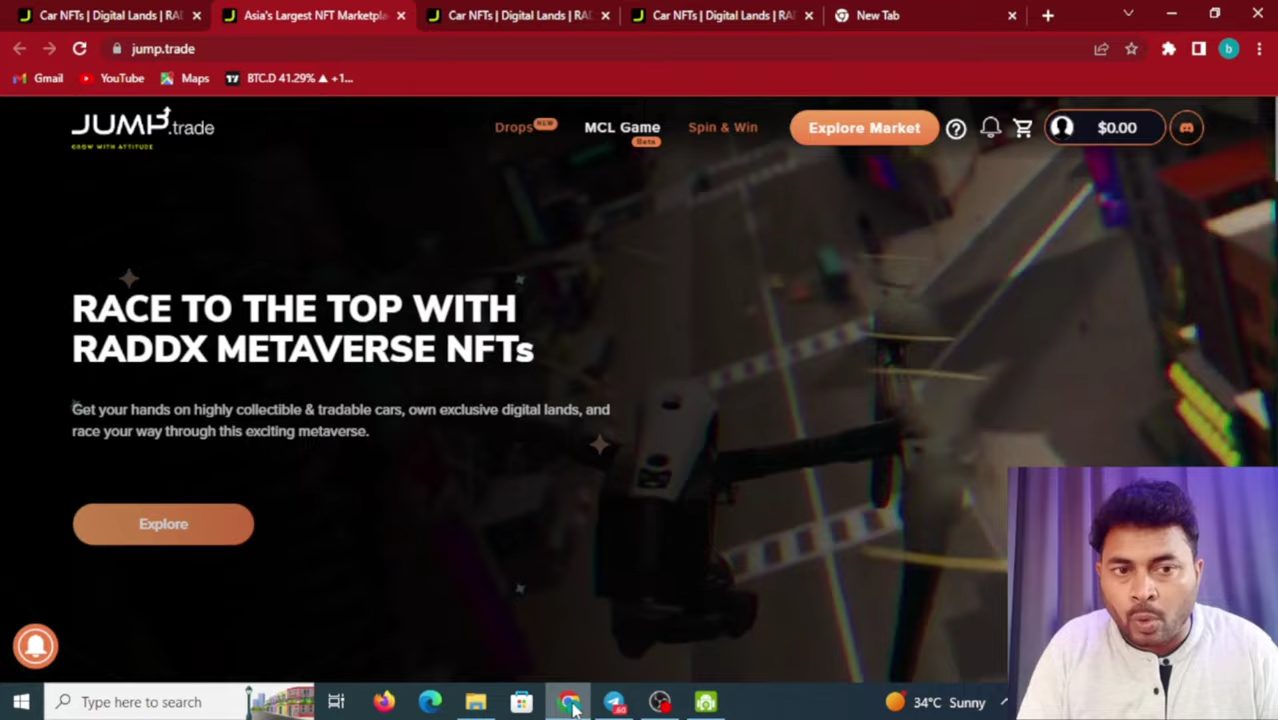 Car NFTs | Digital Lands | RAD
Asia's Largest NFT Marketpla
Car NFTs | Digital Lands | RA
Car NFTs | Digital Lands | RA
New Tab
jump.trade
b
Gmail
YouTube
Maps
BTC.D 41.29% ▲ +1...
JUMP.trade
GROW WITH ATTITUDE
Drops NEW
MCL Game
Beta
Spin & Win
Explore Market
$0.00
RACE TO THE TOP WITH
RADDX METAVERSE NFTs
Get your hands on highly collectible & tradable cars, own exclusive digital lands, and
race your way through this exciting metaverse.
Explore
Type here to search
34°C Sunny